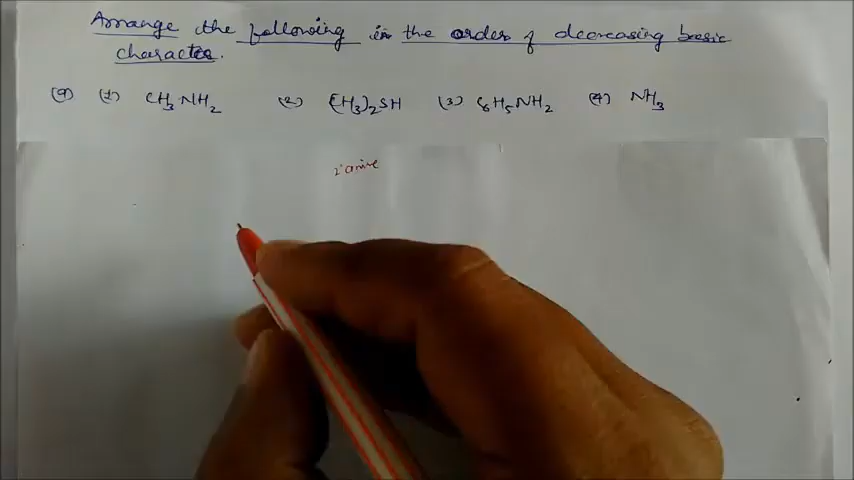 Arrange the following in the order of decreasing basic
character.
(9) (1) CH₃NH₂ (2) (CH₃)₂SH (3) C₆H₅NH₂ (4) NH₃
2°amine